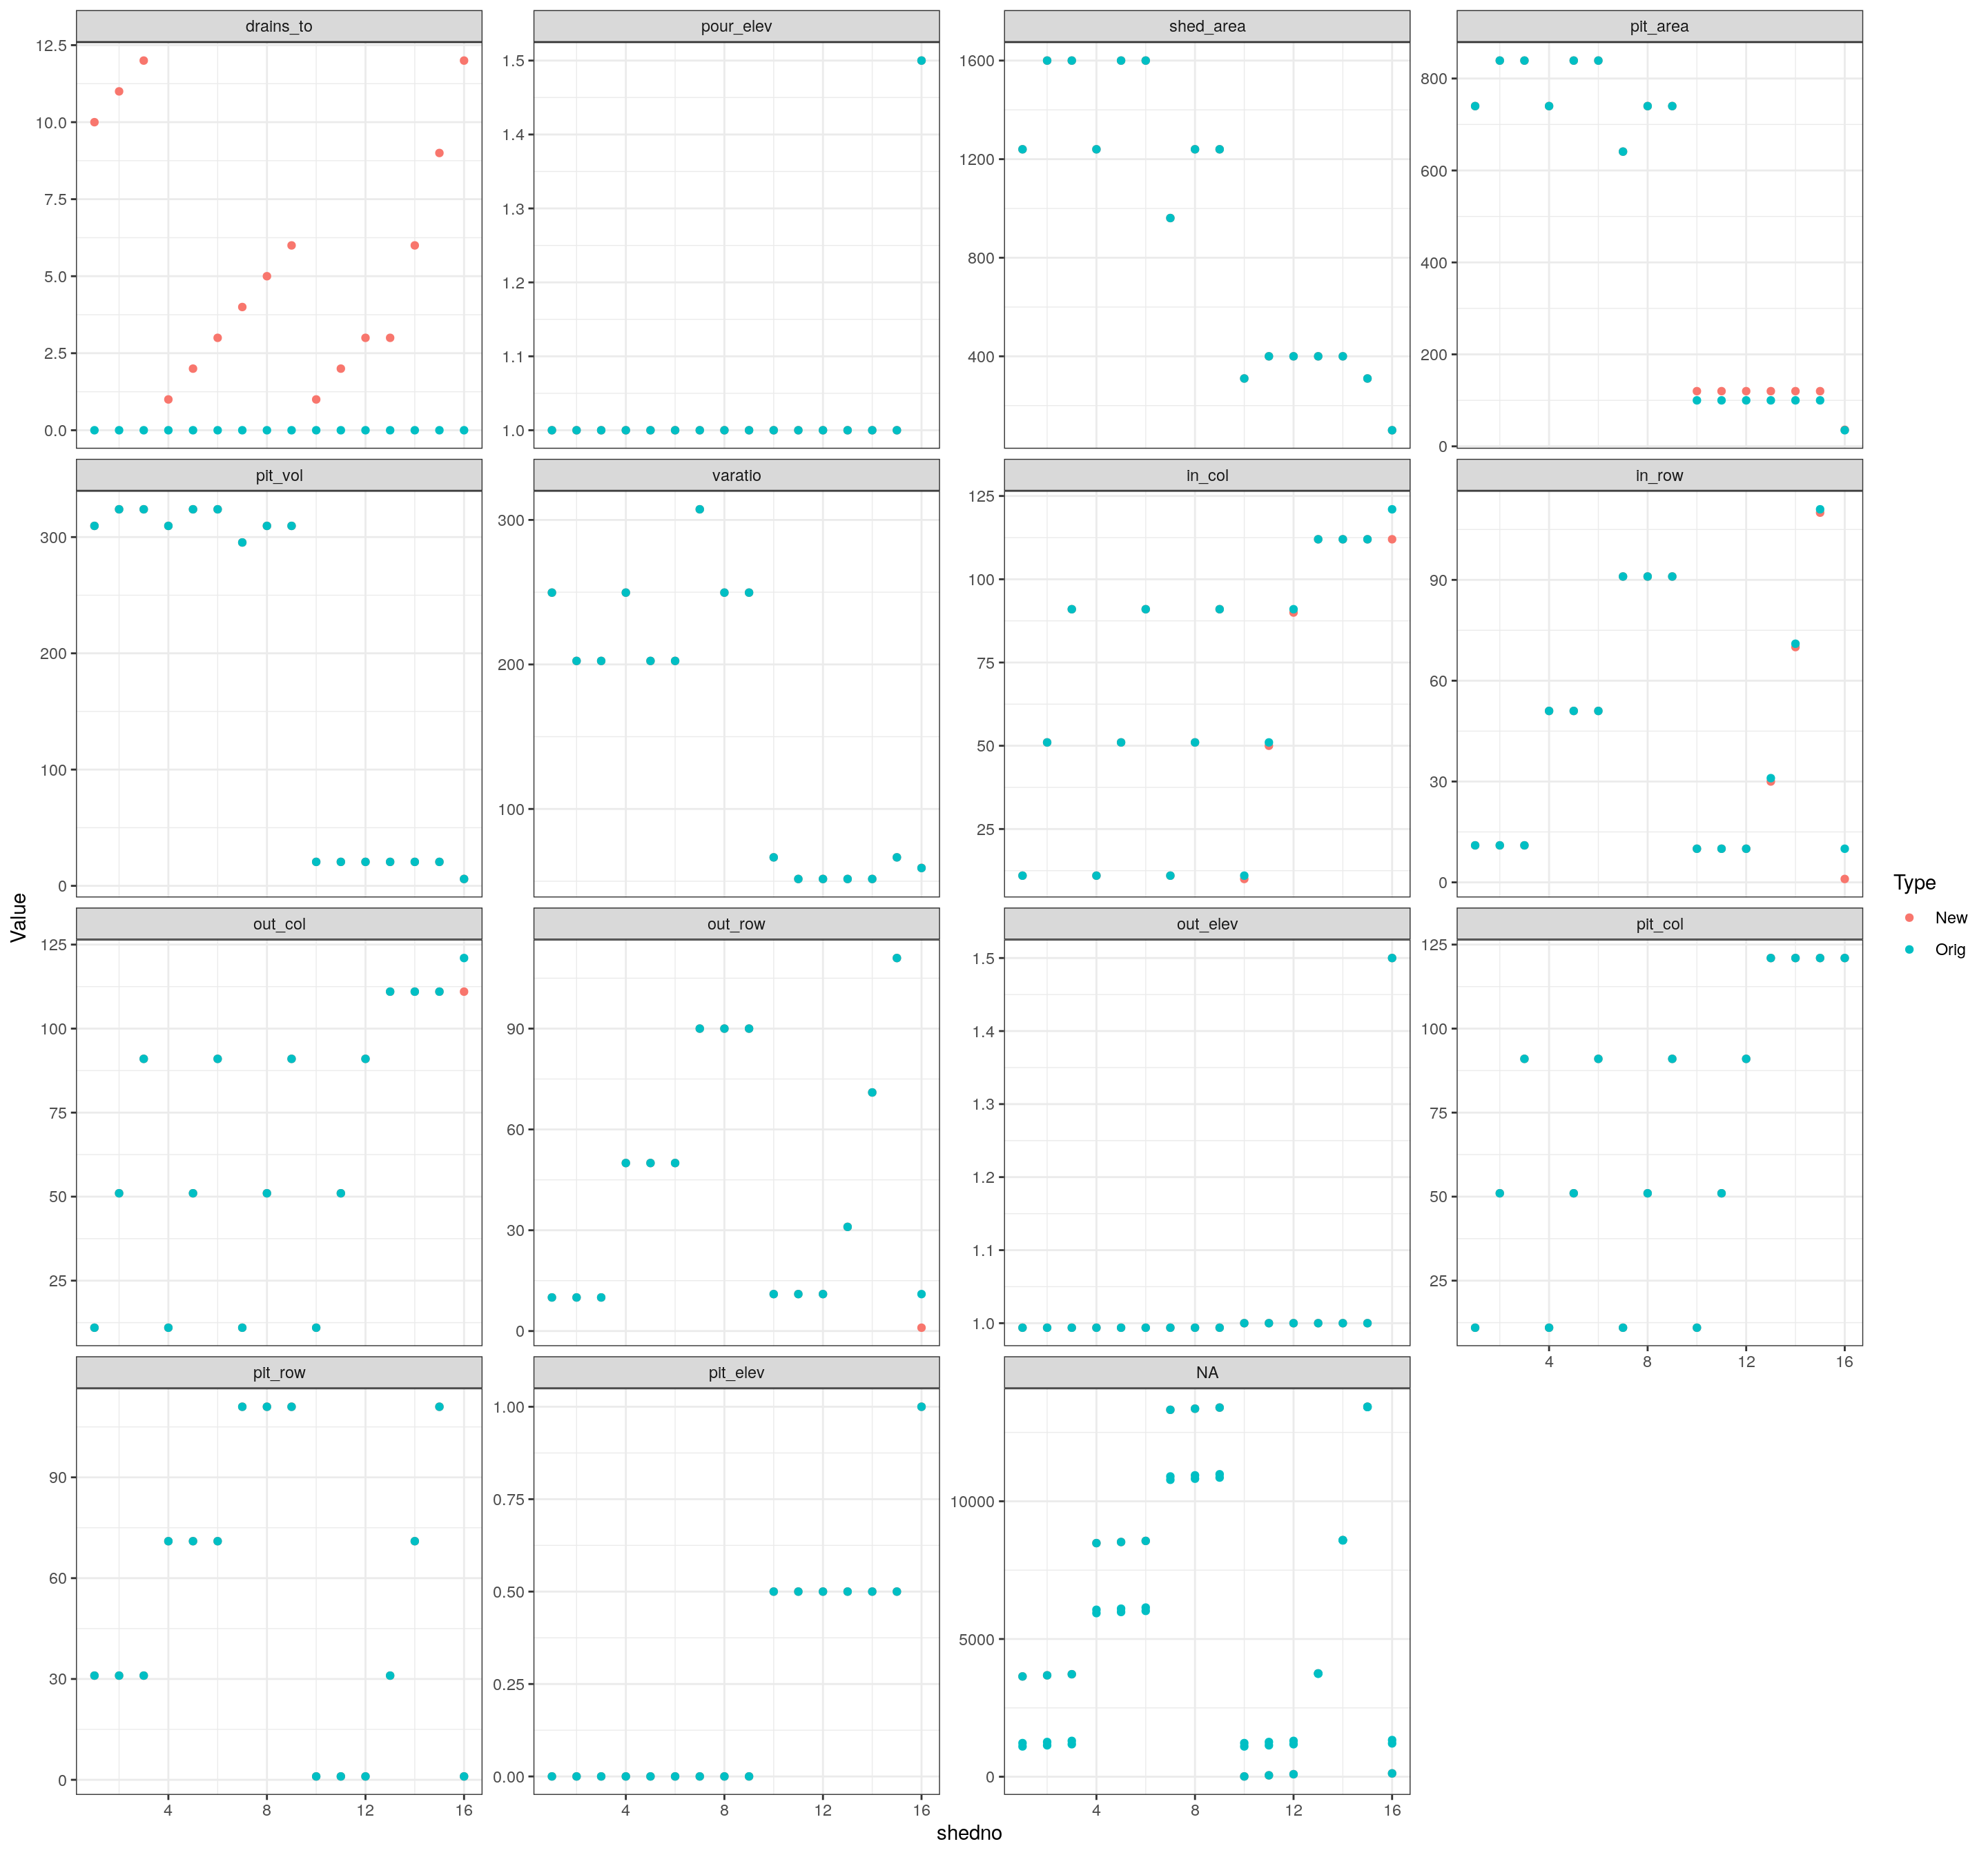 drains_to
pour_elev
shed_area
pit_area
12.5
10.0
7.5
5.0
2.5
0.0
1.5
1.4
1.3
1.2
1.1
1.0
1600
1200
800
400
800
600
400
200
0
pit_vol
varatio
in_col
in_row
300
200
100
0
300
200
100
125
100
75
50
25
90
60
30
0
out_col
out_row
out_elev
pit_col
125
100
75
50
25
90
60
30
0
1.5
1.4
1.3
1.2
1.1
1.0
125
100
75
50
25
4 8 12 16
pit_row
pit_elev
NA
90
60
30
0
1.00
0.75
0.50
0.25
0.00
10000
5000
0
4 8 12 16
4 8 12 16
4 8 12 16
shedno
Value
Type
New
Orig